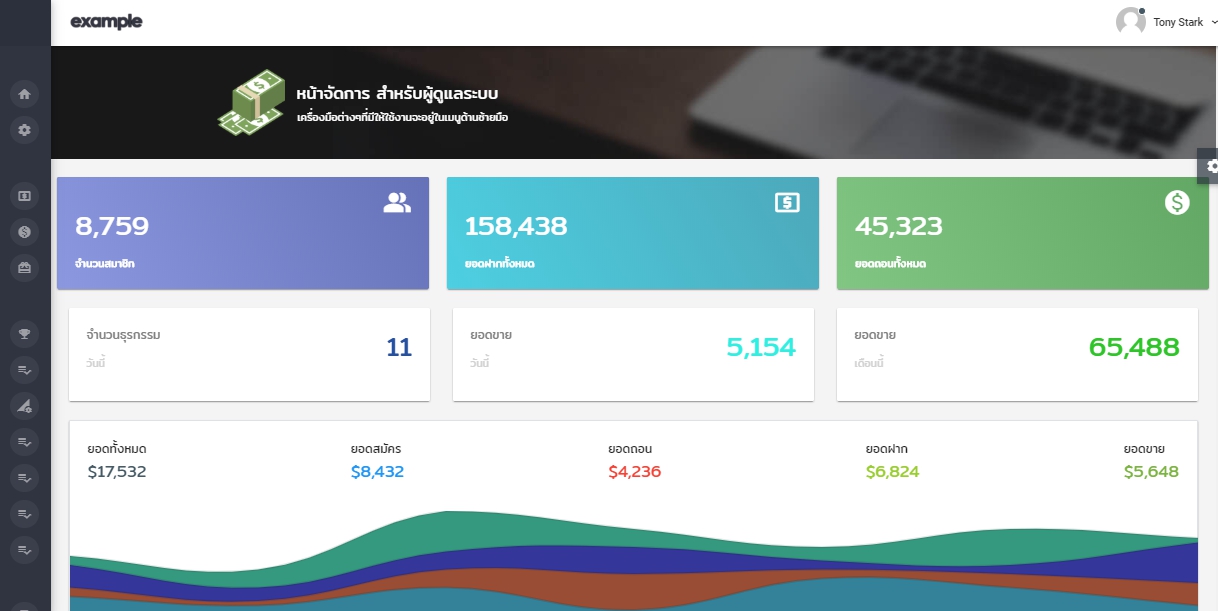 example
Tony Stark
หน้าจัดการ สำหรับผู้ดูแลระบบ
เครื่องมือต่างๆที่มีให้ใช้งานจะอยู่ในเมนูด้านซ้ายมือ
8,759
จำนวนสมาชิก
158,438
ยอดฝากทั้งหมด
45,323
ยอดถอนทั้งหมด
จำนวนธุรกรรม
วันนี้
11
ยอดขาย
วันนี้
5,154
ยอดขาย
เดือนนี้
65,488
ยอดทั้งหมด
$17,532
ยอดสมัคร
$8,432
ยอดถอน
$4,236
ยอดฝาก
$6,824
ยอดขาย
$5,648